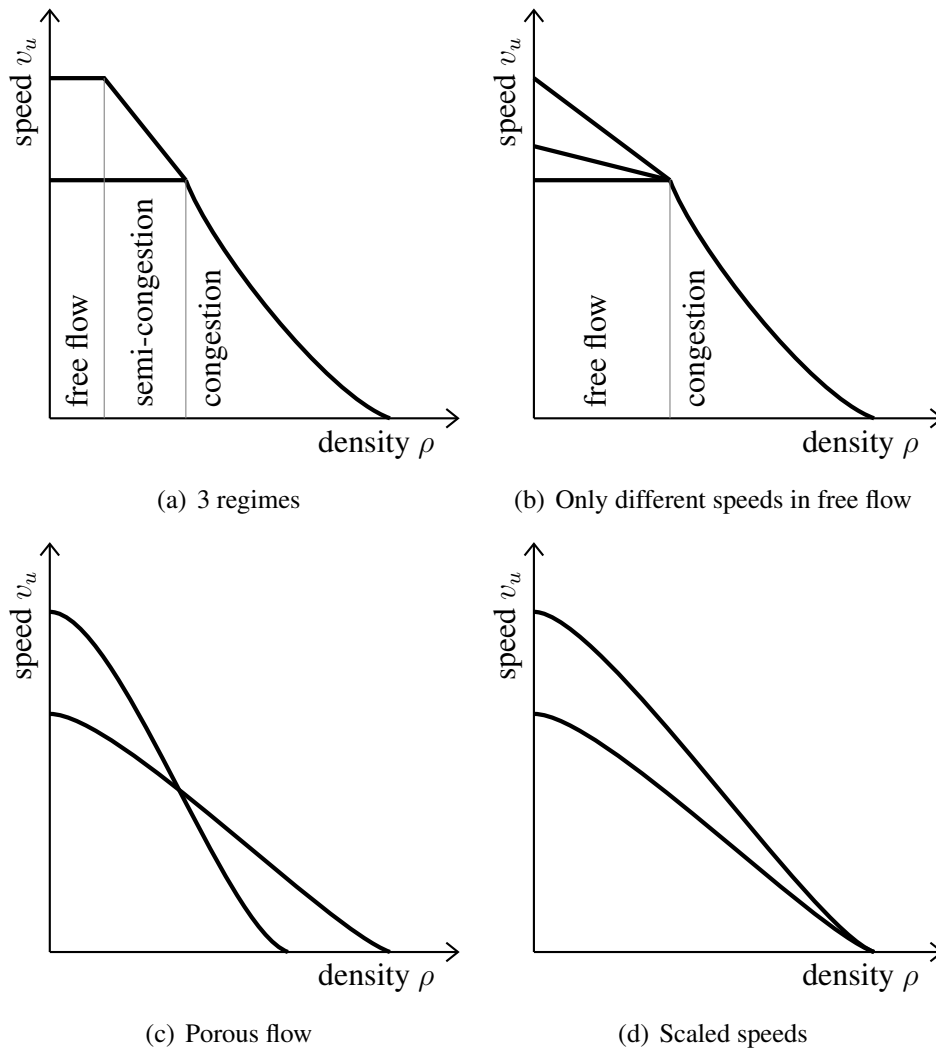 speed v_u
free flow
semi-congestion
congestion
density ρ
(a) 3 regimes
speed v_u
free flow
congestion
density ρ
(b) Only different speeds in free flow
speed v_u
density ρ
(c) Porous flow
speed v_u
density ρ
(d) Scaled speeds